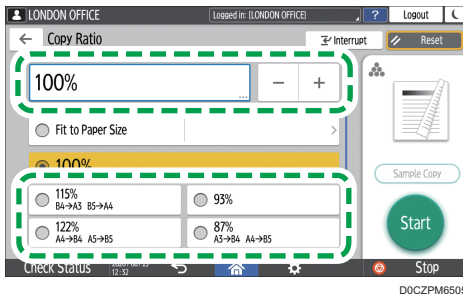 LONDON OFFICE
Logged in: [LONDON OFFICE]
?
Logout
Copy Ratio
Interrupt
Reset
100%
...
−
+
Fit to Paper Size
100%
Sample Copy
115%
B4→A3 B5→A4
93%
122%
A4→B4 A5→B5
87%
A3→B4 A4→B5
Start
Check Status
12:32
Stop
D0CZPM6505